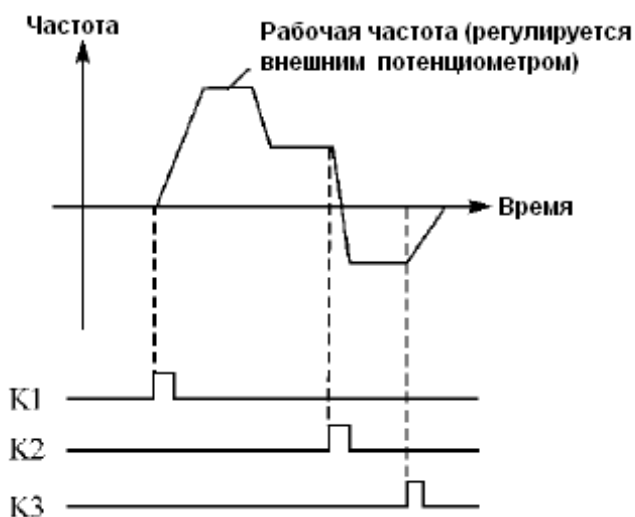 Частота
Рабочая частота (регулируется
внешним потенциометром)
Время
K1
K2
K3